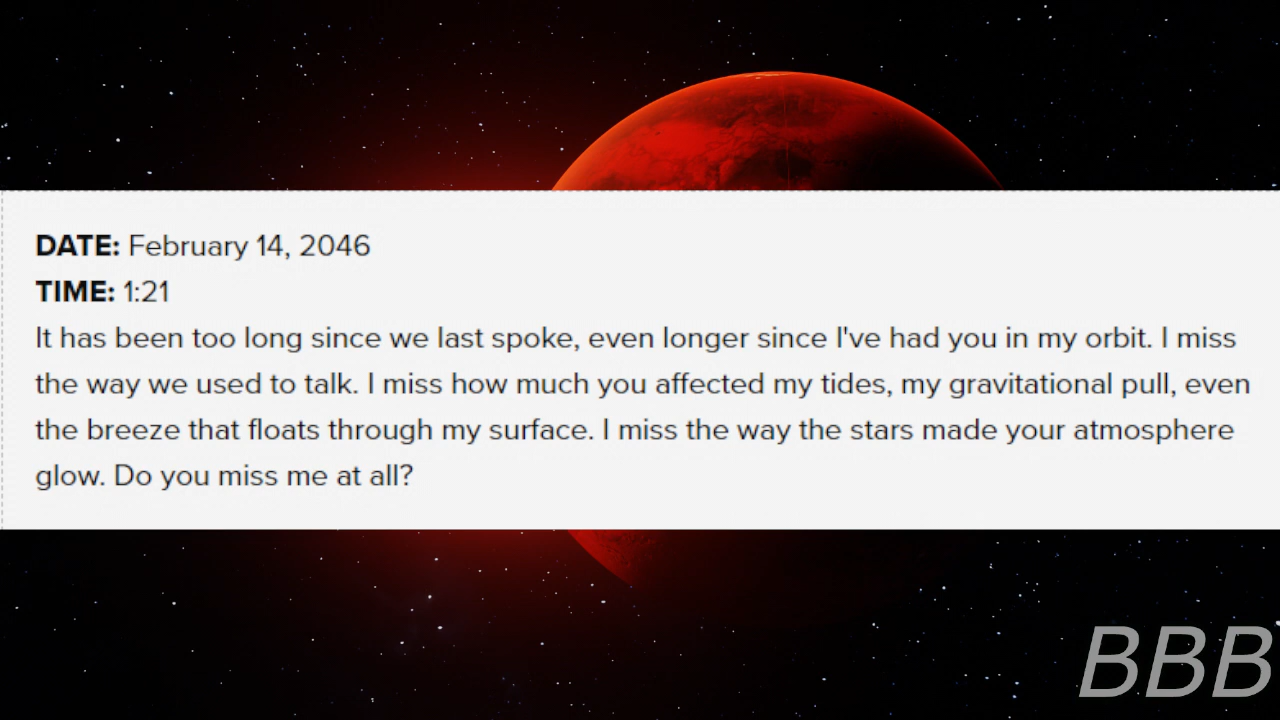 DATE: February 14, 2046
TIME: 1:21
It has been too long since we last spoke, even longer since I've had you in my orbit. I miss
the way we used to talk. I miss how much you affected my tides, my gravitational pull, even
the breeze that floats through my surface. I miss the way the stars made your atmosphere
glow. Do you miss me at all?
BBB